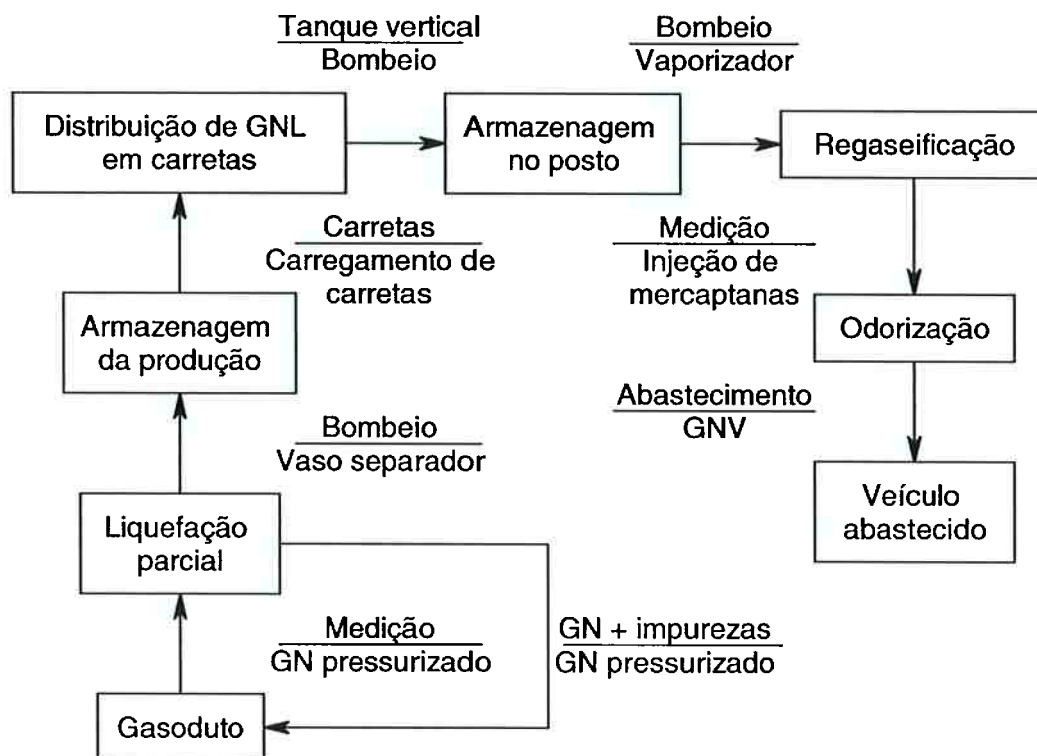 Tanque vertical
Bombeio
Bombeio
Vaporizador
Distribuição de GNL
em carretas
Armazenagem
no posto
Regaseificação
Carretas
Carregamento de
carretas
Medição
Injeção de
mercaptanas
Armazenagem
da produção
Odorização
Abastecimento
GNV
Bombeio
Vaso separador
Veículo
abastecido
Liquefação
parcial
Medição
GN pressurizado
GN + impurezas
GN pressurizado
Gasoduto